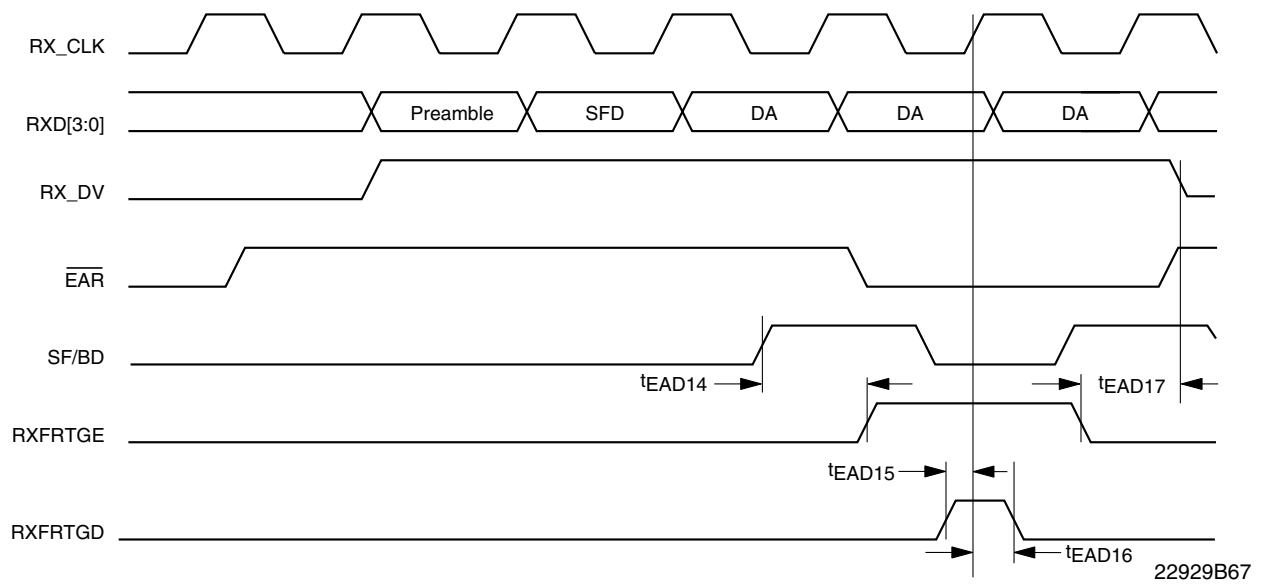 RX_CLK
RXD[3:0]
Preamble
SFD
DA
DA
DA
RX_DV
EAR
SF/BD
tEAD14
tEAD17
RXFRTGE
tEAD15
RXFRTGD
tEAD16
22929B67